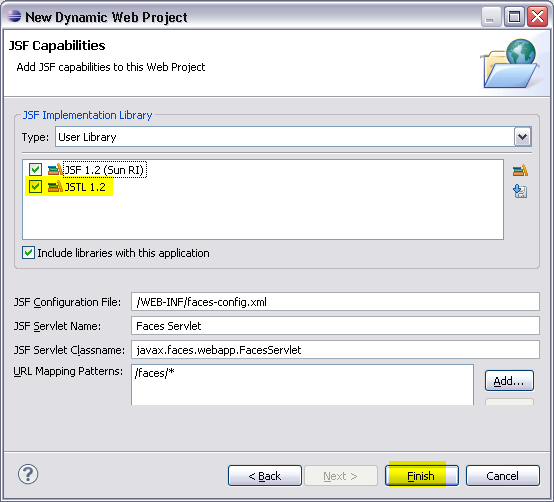 New Dynamic Web Project
JSF Capabilities
Add JSF capabilities to this Web Project
JSF Implementation Library
Type: User Library
JSF 1.2 (Sun RI)
JSTL 1.2
Include libraries with this application
JSF Configuration File: /WEB-INF/faces-config.xml
JSF Servlet Name: Faces Servlet
JSF Servlet Classname: javax.faces.webapp.FacesServlet
URL Mapping Patterns: /faces/*
Add...
? < Back Next > Finish Cancel